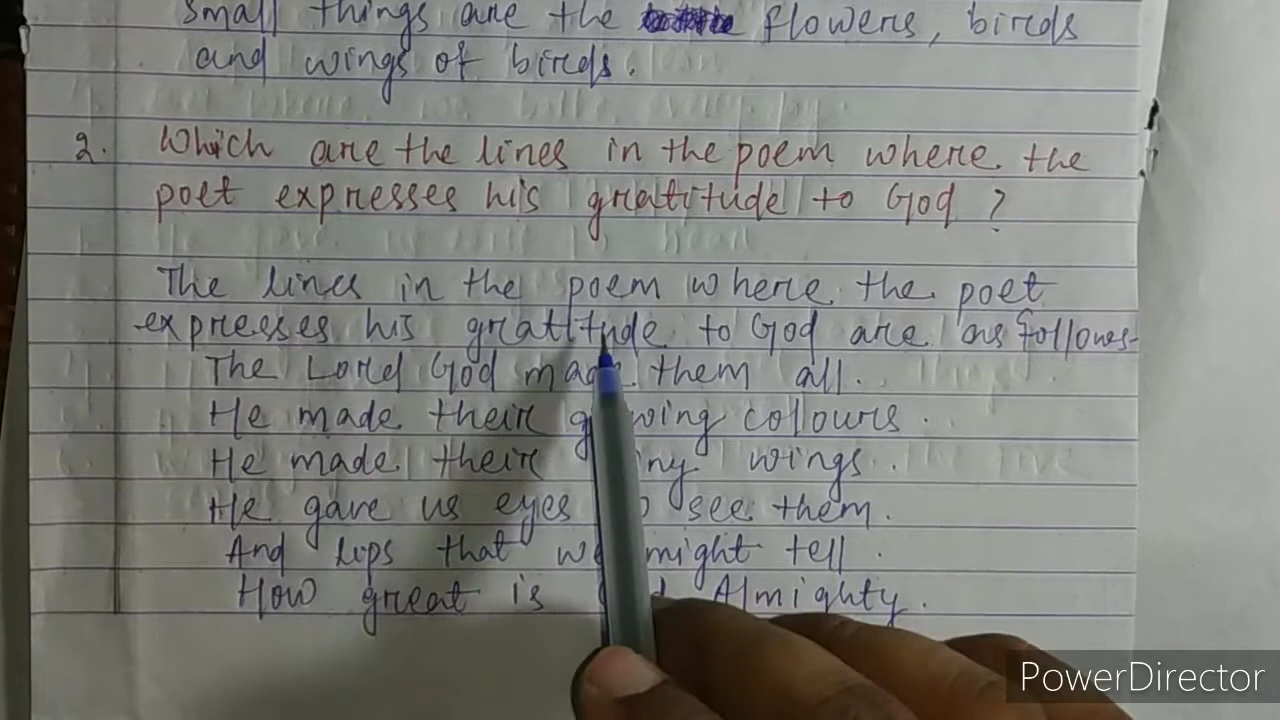 Small things are the flowers, birds
and wings of birds.
2. Which are the lines in the poem where the
poet expresses his gratitude to God ?
The lines in the poem where the poet
expresses his gratitude to God are as follows-
The Lord God made them all.
He made their colours.
He made their wings.
He gave us eyes see them.
And lips that might tell.
How great is Almighty.
PowerDirector